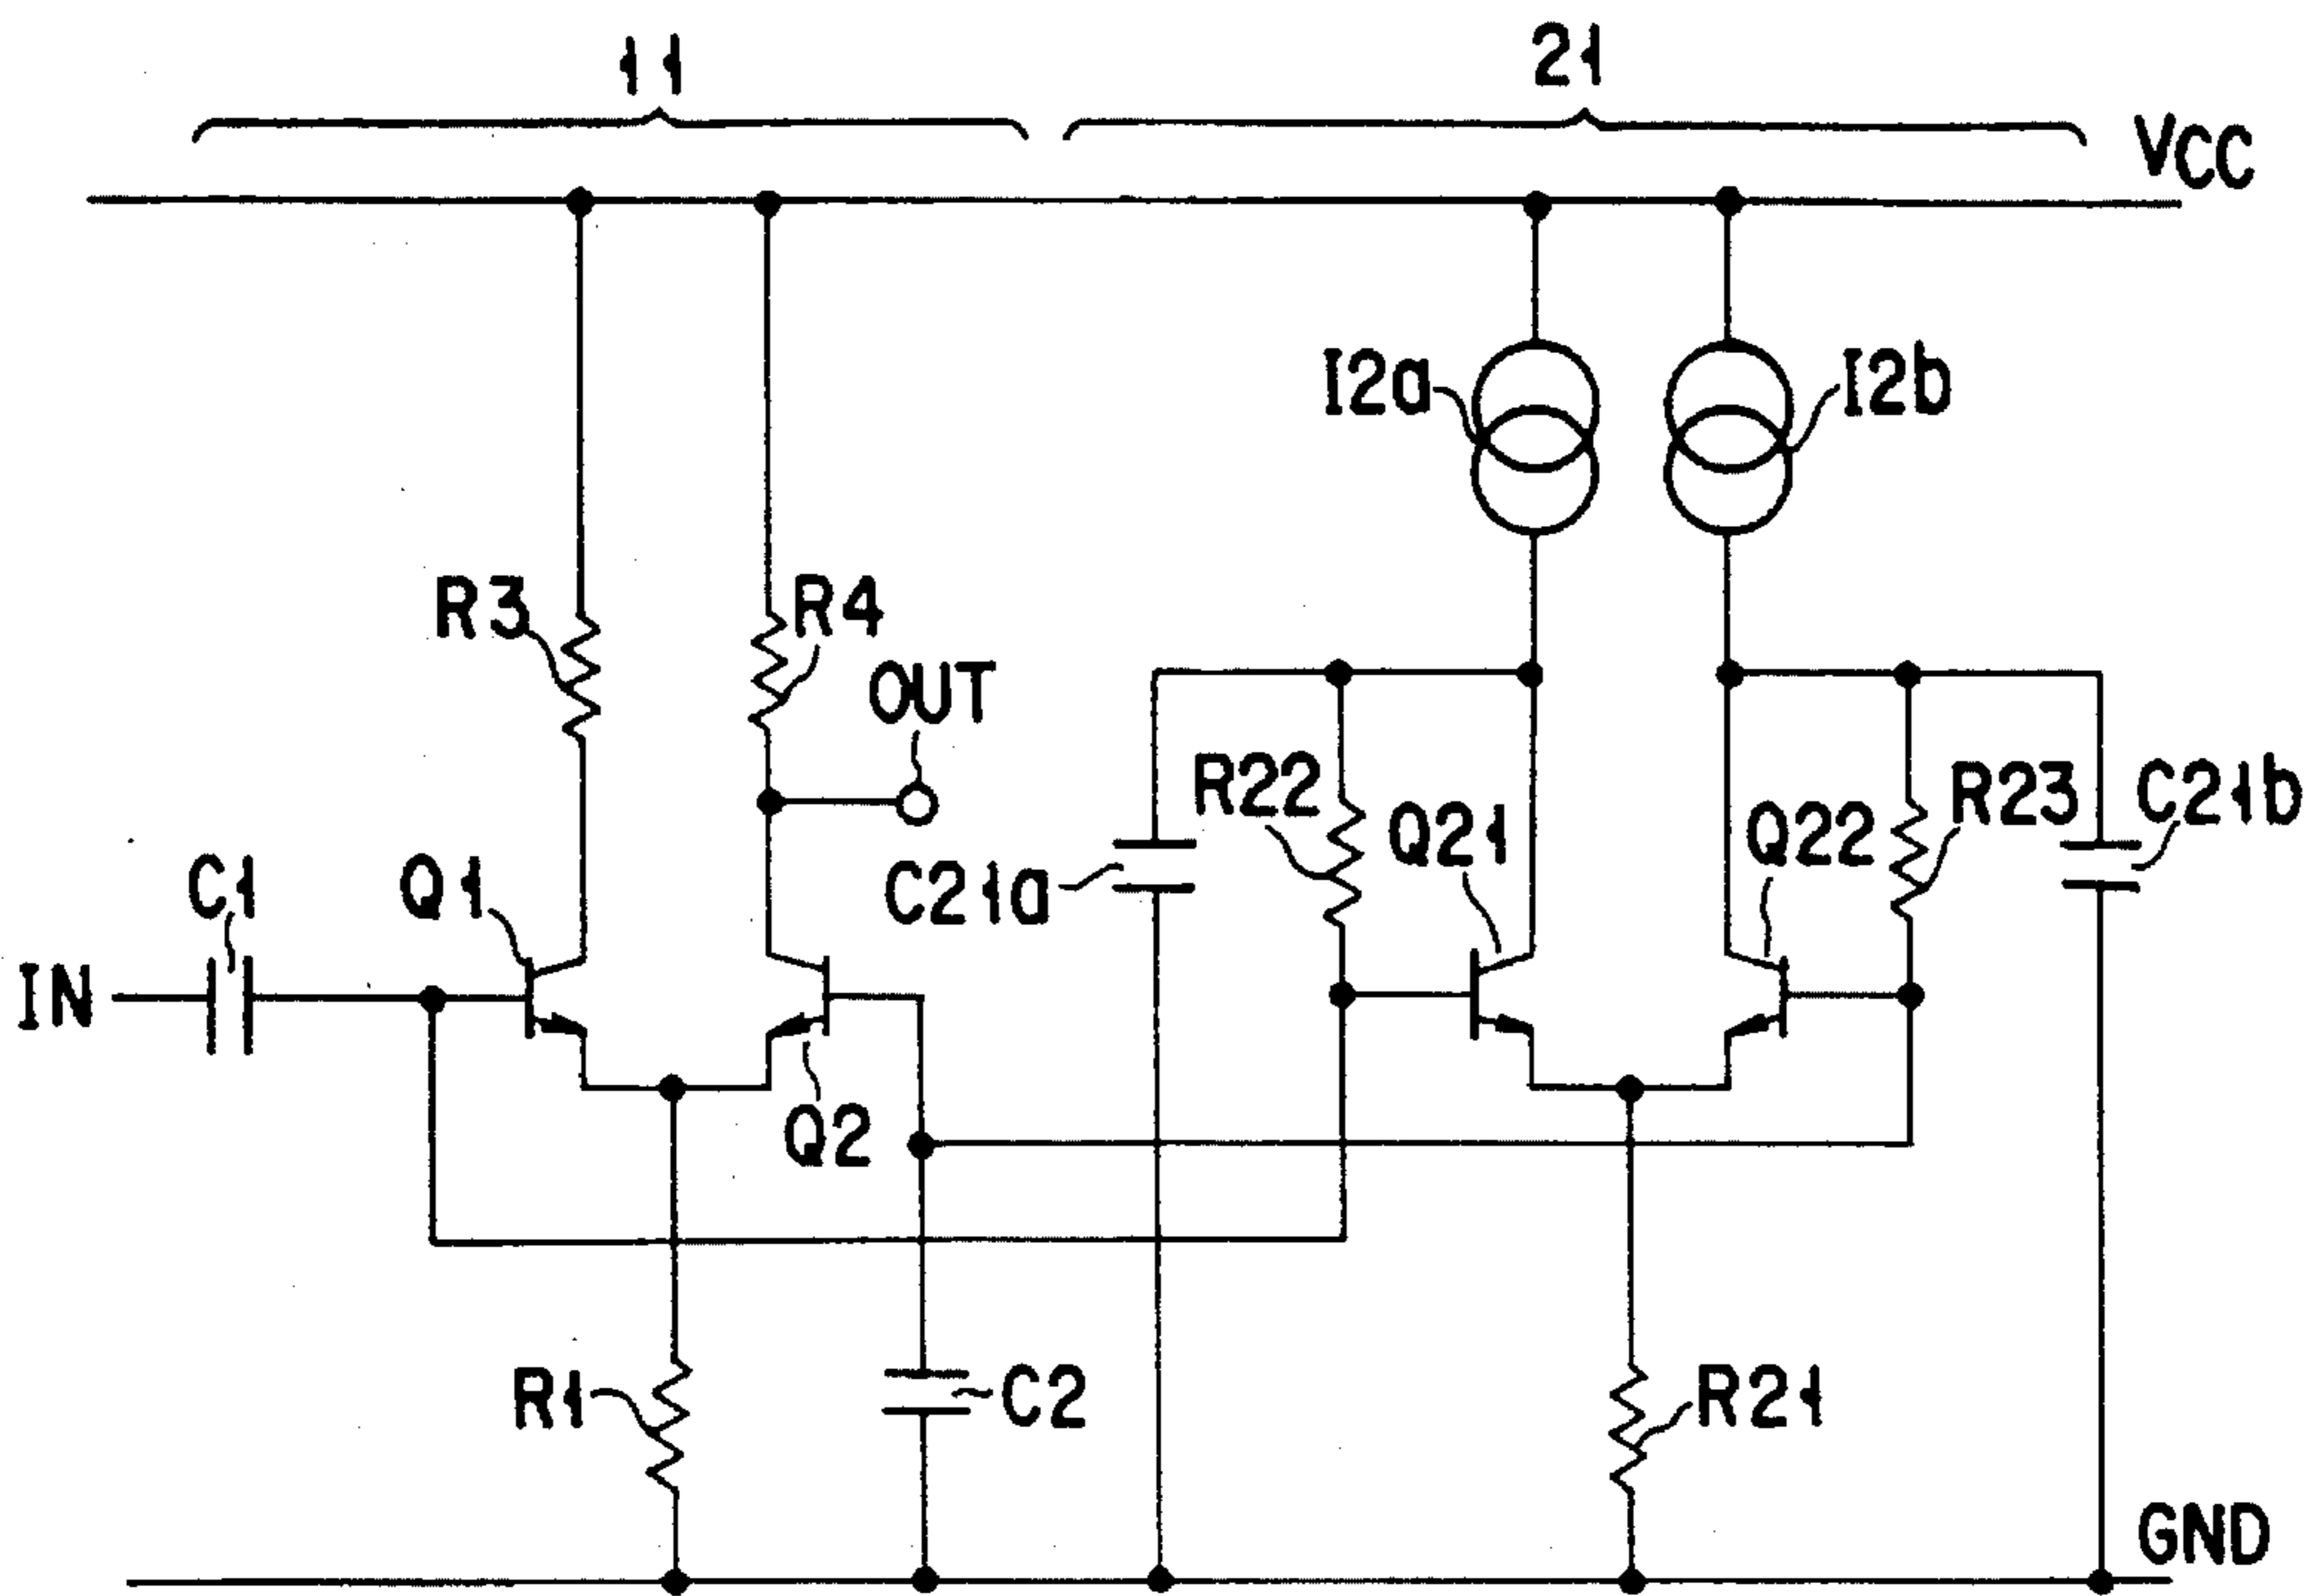 11
21
VCC
I2a
I2b
R3
R4
OUT
R22
Q21
Q22
R23
C21b
C1
Q1
C21a
IN
Q2
R1
C2
R21
GND